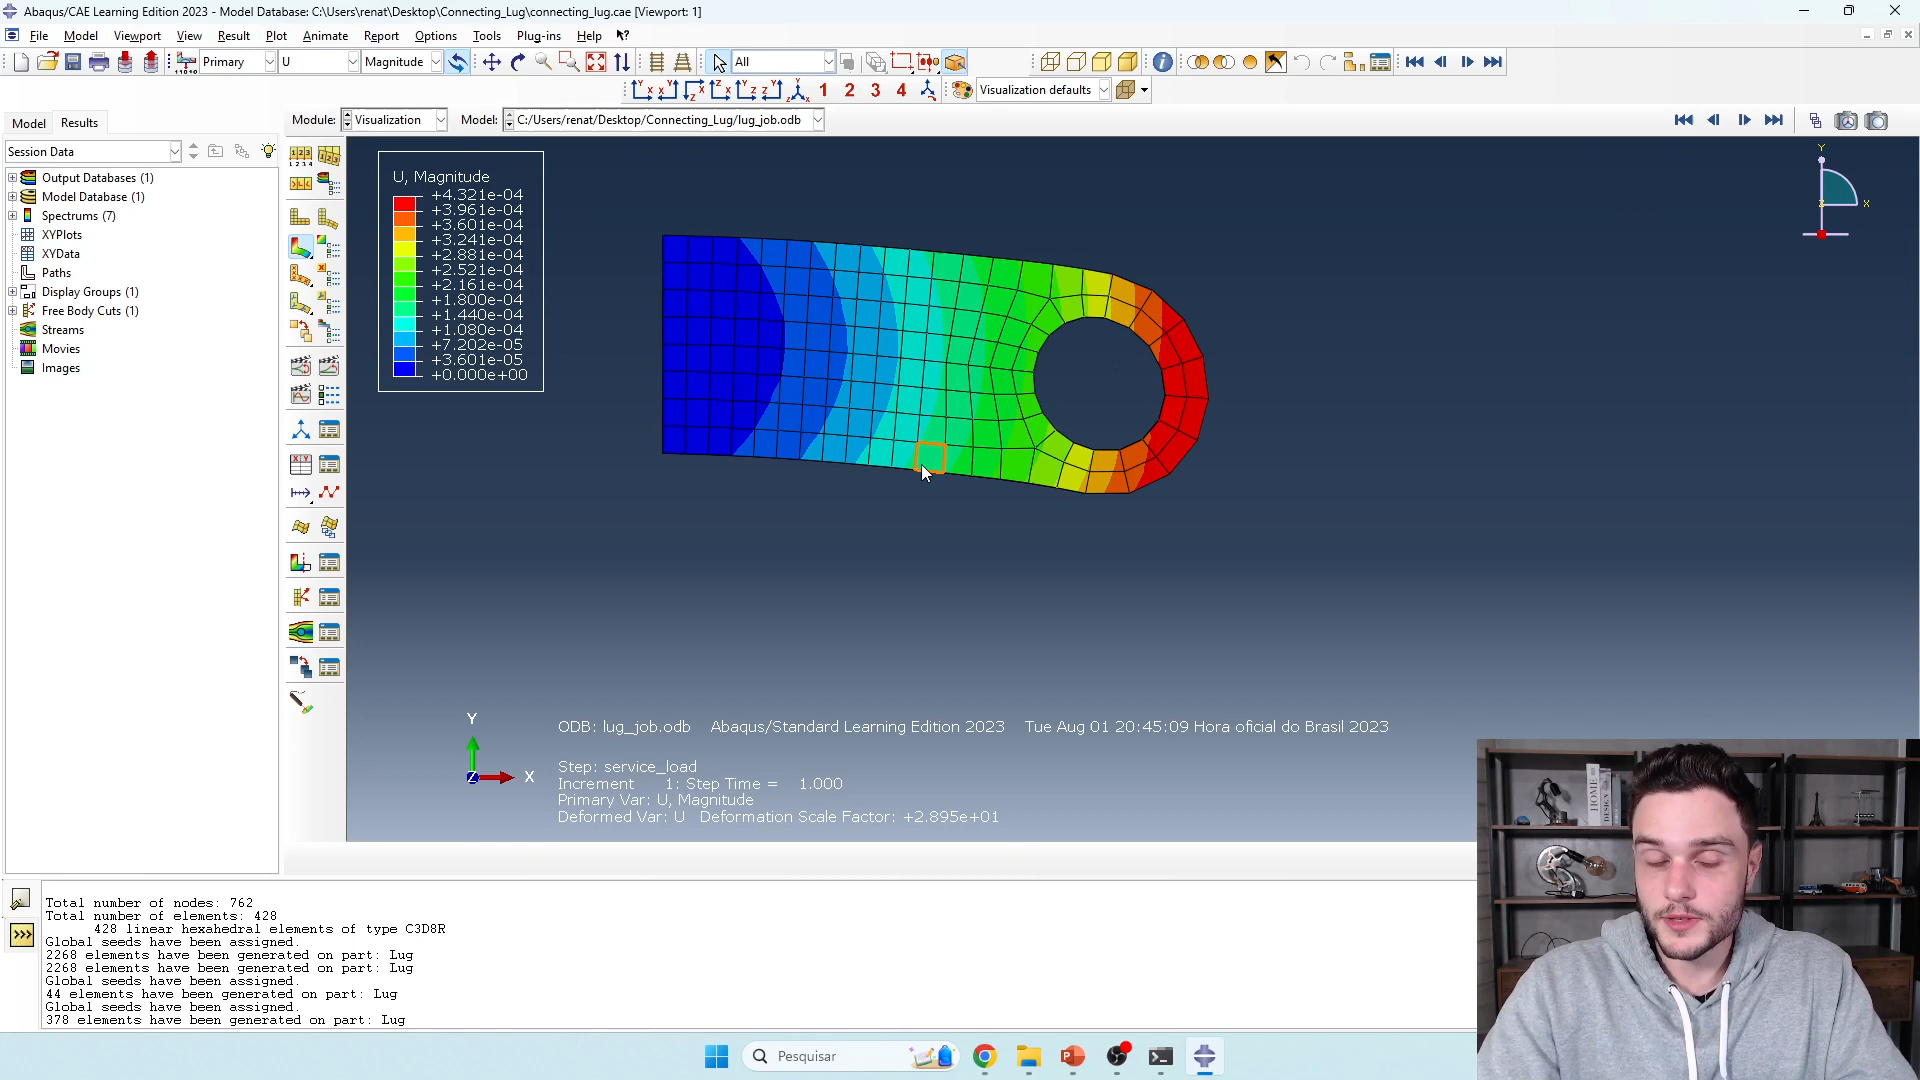 Abaqus/CAE Learning Edition 2023 - Model Database: C:\Users\renat\Desktop\Connecting_Lug\connecting_lug.cae [Viewport: 1]
File Model Viewport View Result Plot Animate Report Options Tools Plug-ins Help
Primary U Magnitude All
1 2 3 4 Visualization defaults
Model Results Module: Visualization Model: C:/Users/renat/Desktop/Connecting_Lug/lug_job.odb
Session Data
Output Databases (1)
Model Database (1)
Spectrums (7)
XYPlots
XYData
Paths
Display Groups (1)
Free Body Cuts (1)
Streams
Movies
Images
U, Magnitude
+4.321e-04
+3.961e-04
+3.601e-04
+3.241e-04
+2.881e-04
+2.521e-04
+2.161e-04
+1.800e-04
+1.440e-04
+1.080e-04
+7.202e-05
+3.601e-05
+0.000e+00
Y
X
Z
Y
X
Z
ODB: lug_job.odb Abaqus/Standard Learning Edition 2023 Tue Aug 01 20:45:09 Hora oficial do Brasil 2023
Step: service_load
Increment 1: Step Time = 1.000
Primary Var: U, Magnitude
Deformed Var: U Deformation Scale Factor: +2.895e+01
Total number of nodes: 762
Total number of elements: 428
428 linear hexahedral elements of type C3D8R
Global seeds have been assigned.
2268 elements have been generated on part: Lug
2268 elements have been generated on part: Lug
Global seeds have been assigned.
44 elements have been generated on part: Lug
Global seeds have been assigned.
378 elements have been generated on part: Lug
HOME
DESIGN
Pesquisar